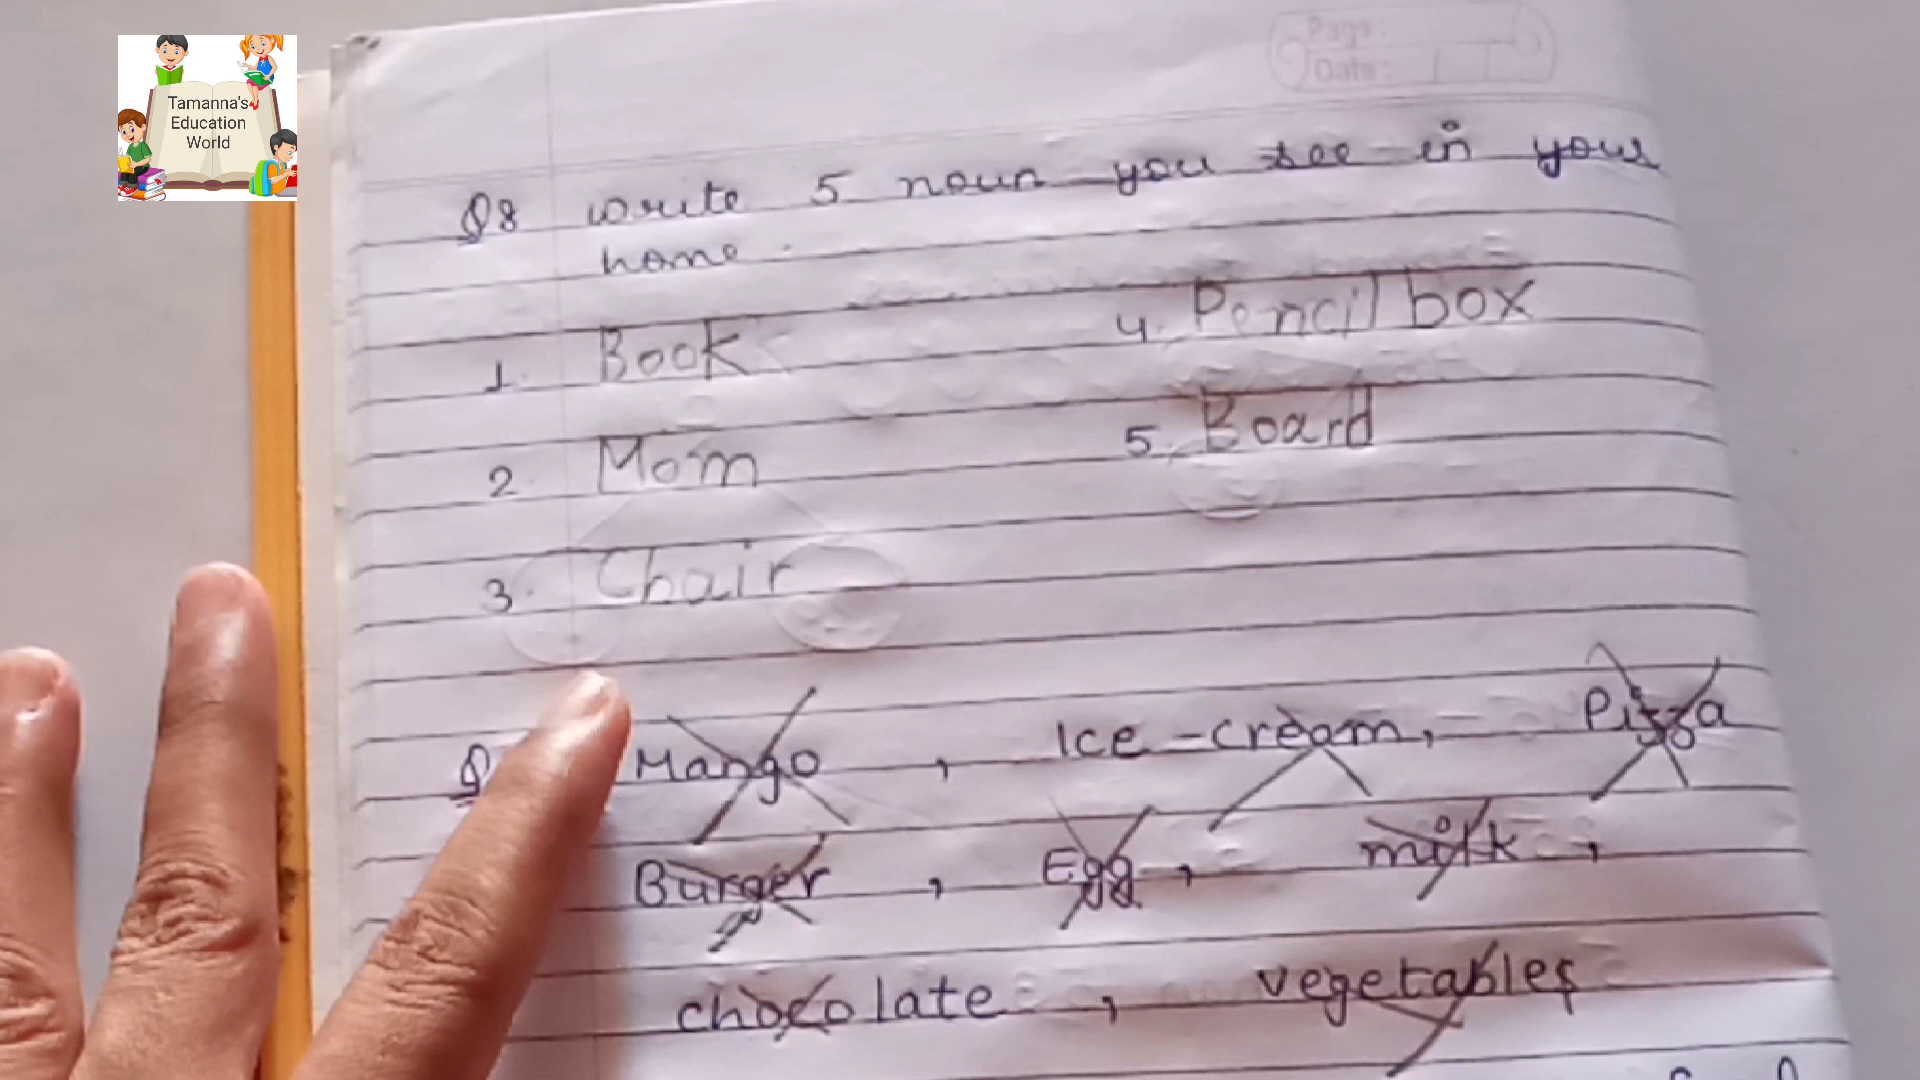 Tamanna's
Education
World
Page:
Date:
Q8 write 5 noun you see in your
home.
1. Book
2. Mom
3. Chair
4. Pencil box
5. Board
Q Mango , Ice-cream, Pizza
Burger , Egg , milk ,
chocolate , vegetables